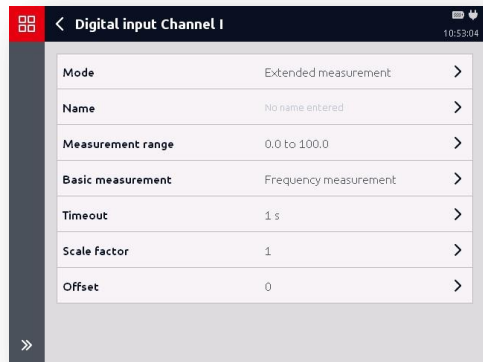 Digital input Channel I
10:53:04
Mode Extended measurement
Name No name entered
Measurement range 0.0 to 100.0
Basic measurement Frequency measurement
Timeout 1 s
Scale factor 1
Offset 0